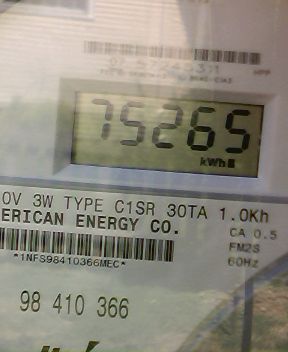 75265
kWh
0V 3W TYPE C1SR 30TA 1.0Kh
ERICAN ENERGY CO.
CA 0.5
FM2S
60Hz
*1NFS98410366MEC*
98 410 366